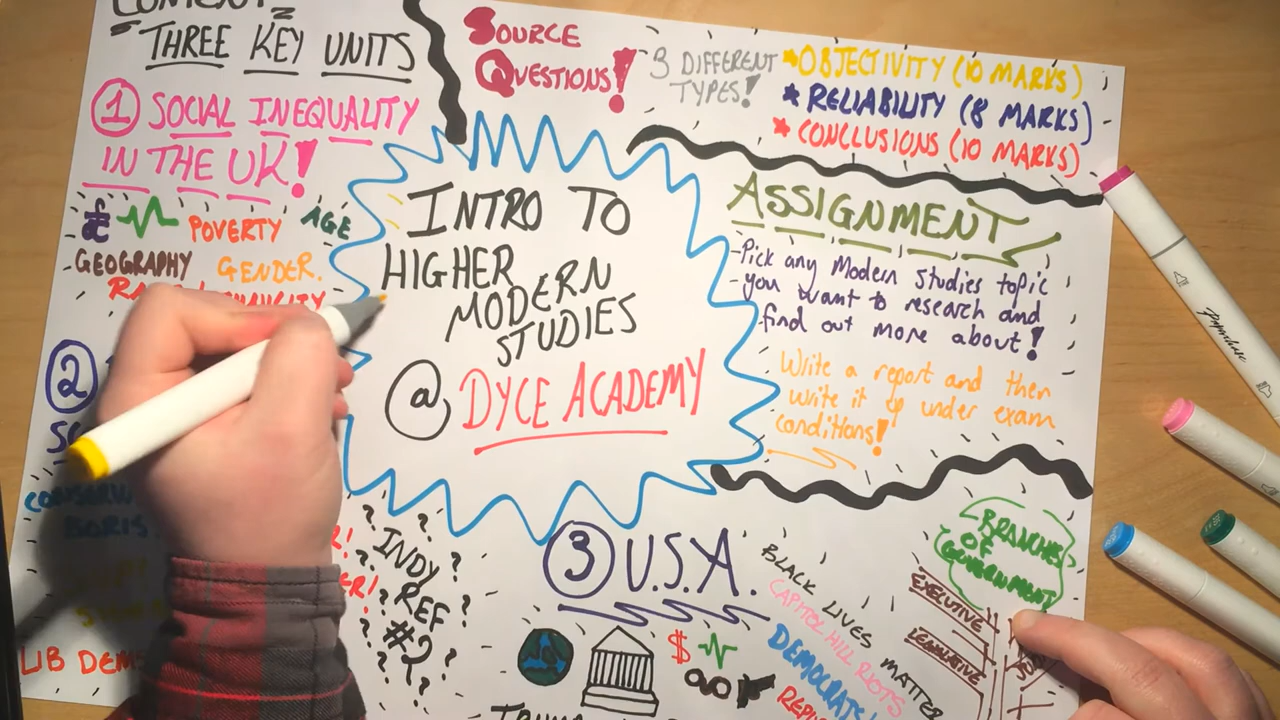 CONTENT
THREE KEY UNITS
① SOCIAL INEQUALITY
IN THE UK!
£ POVERTY AGE
GEOGRAPHY GENDER.
②
BORIS
LIB DEMS
SOURCE
QUESTIONS!
3 DIFFERENT
TYPES!
★OBJECTIVITY (10 MARKS)
★ RELIABILITY (8 MARKS)
★ CONCLUSIONS (10 MARKS)
INTRO TO
HIGHER
MODERN
STUDIES
@ DYCE ACADEMY
ASSIGNMENT
-Pick any Modern Studies topic
-you want to research and
-find out more about!
Write a report and then
write it up under exam
conditions!
? INDY ?
? REF ?
? #2 ?
③ U.S.A.
BLACK LIVES MATTER
CAPITOL HILL RIOTS
DEMOCRATS
$
BRANCHES
OF
GOVERNMENT
EXECUTIVE
LEGISLATIVE
Papershae